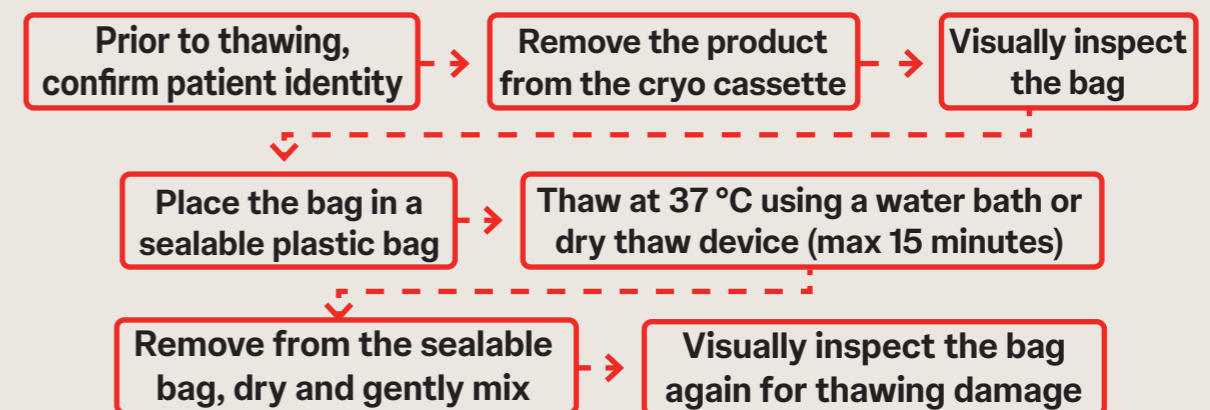 Prior to thawing,
confirm patient identity
Remove the product
from the cryo cassette
Visually inspect
the bag
Place the bag in a
sealable plastic bag
Thaw at 37 °C using a water bath or
dry thaw device (max 15 minutes)
Remove from the sealable
bag, dry and gently mix
Visually inspect the bag
again for thawing damage